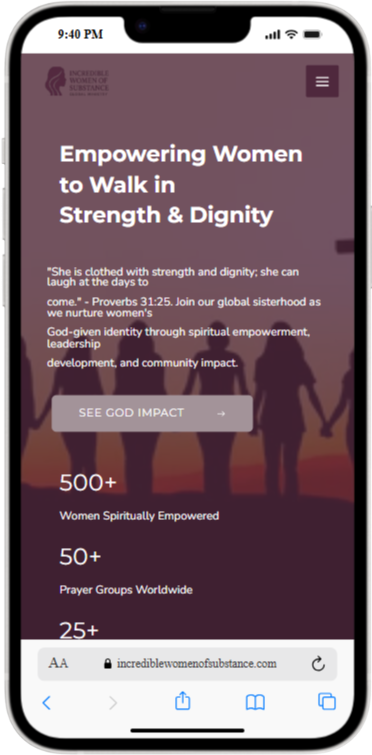 9:40 PM
INCREDIBLE
WOMEN OF
SUBSTANCE
Empowering Women
to Walk in
Strength & Dignity
"She is clothed with strength and dignity; she can
laugh at the days to
come." - Proverbs 31:25. Join our global sisterhood as
we nurture women's
God-given identity through spiritual empowerment,
leadership
development, and community impact.
SEE GOD IMPACT →
500+
Women Spiritually Empowered
50+
Prayer Groups Worldwide
25+
AA increadiblewomenofsubstance.com